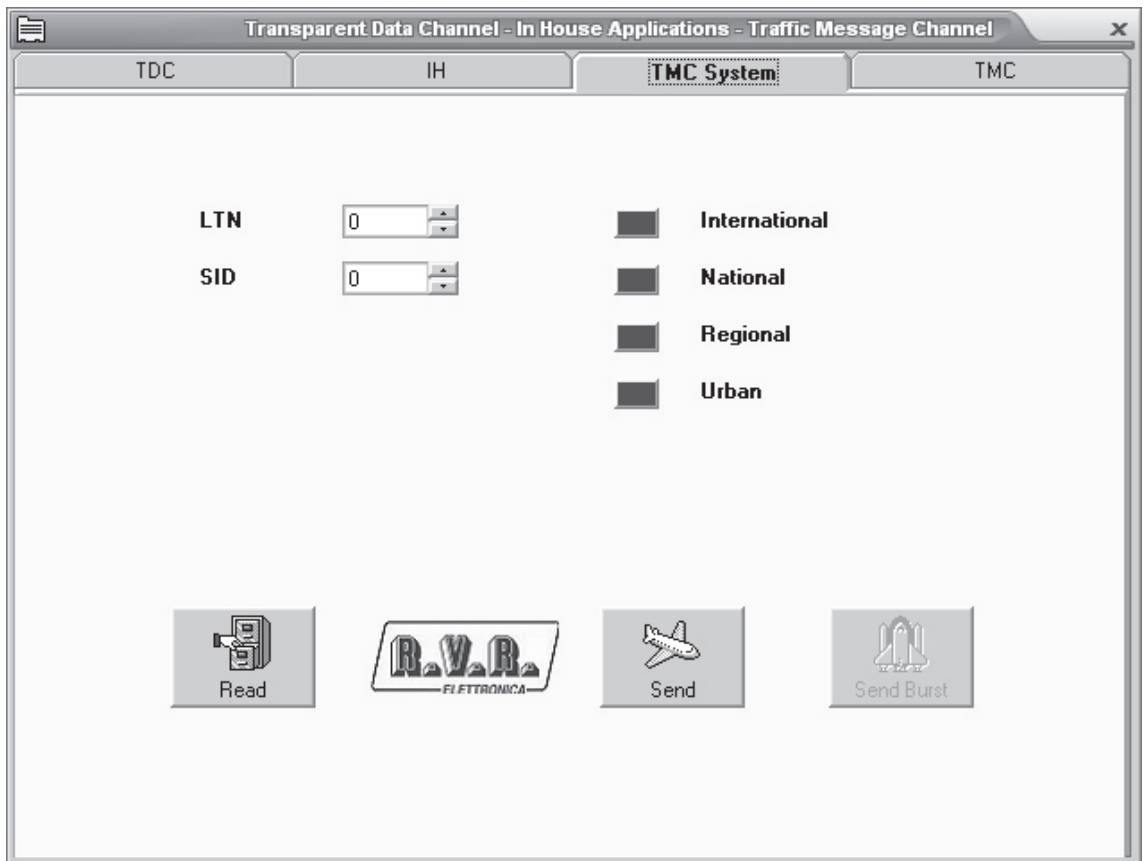 Transparent Data Channel - In House Applications - Traffic Message Channel
TDC IH TMC System TMC
LTN 0 International
SID 0 National
Regional
Urban
R.V.R.
ELETTRONICA
Read Send Send Burst